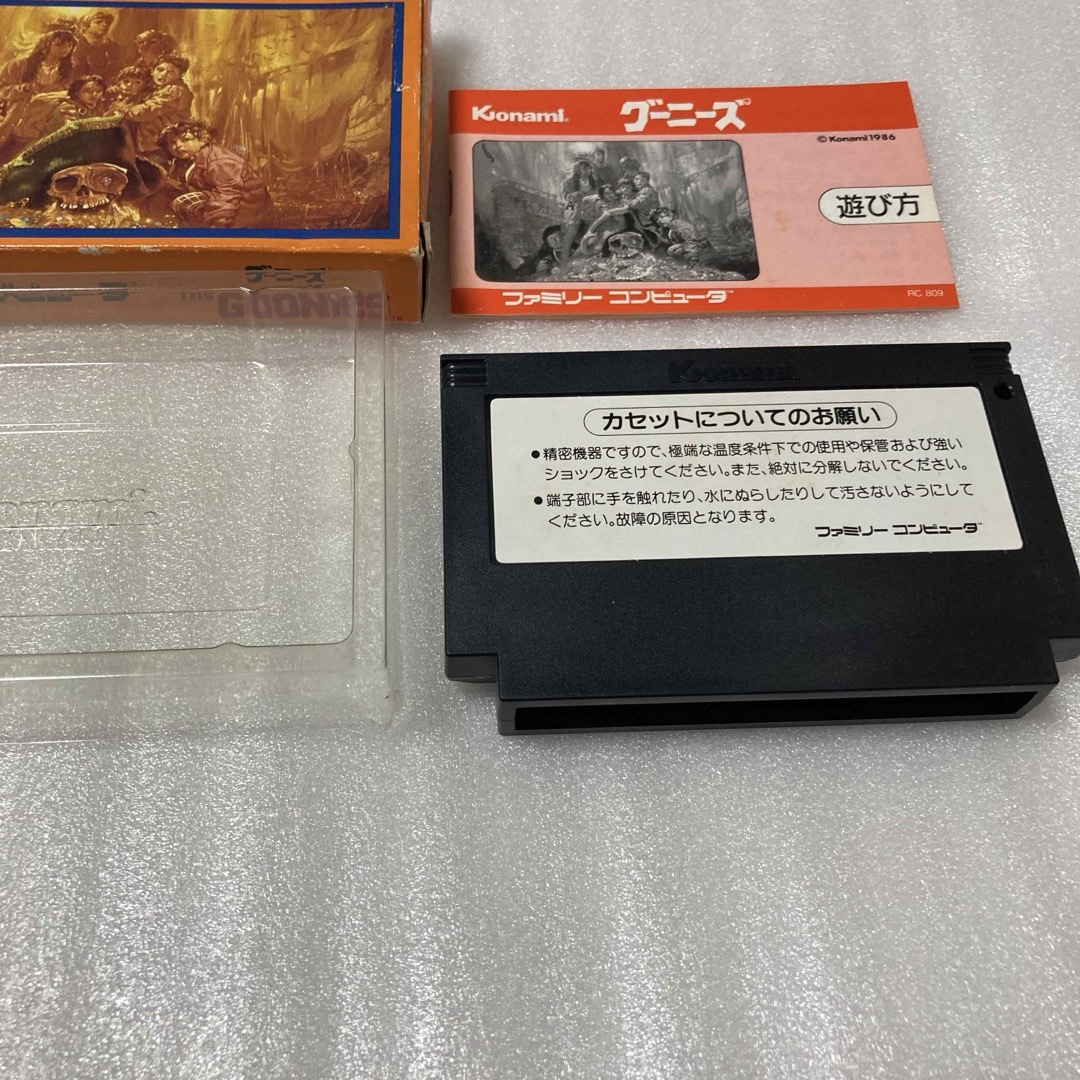 Konami
グーニーズ
© Konami 1986
遊び方
ファミリー コンピュータ™
RC 809
グーニーズ
THE GOONIES™
Konami
カセットについてのお願い
●精密機器ですので、極端な温度条件下での使用や保管および強い
ショックをさけてください。また、絶対に分解しないでください。
●端子部に手を触れたり、水にぬらしたりして汚さないようにして
ください。故障の原因となります。
ファミリー コンピュータ™